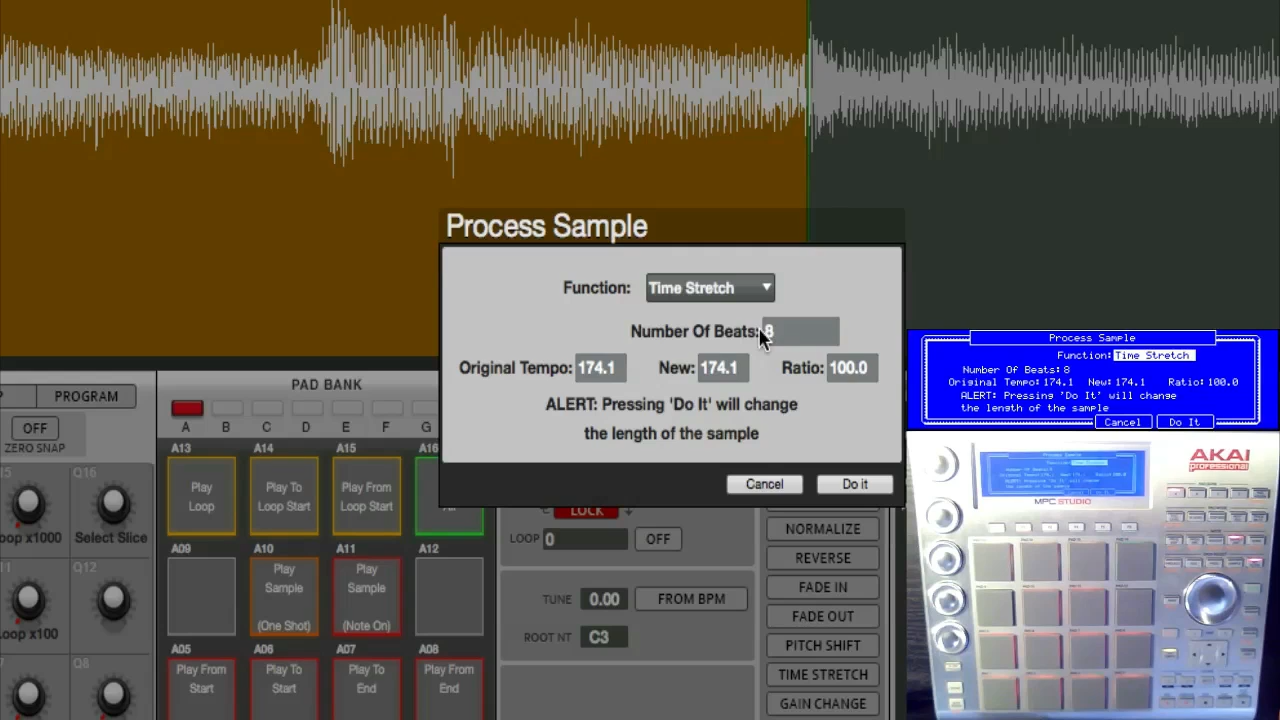 Process Sample
Function: Time Stretch
Number Of Beats: 8
Original Tempo: 174.1 New: 174.1 Ratio: 100.0
ALERT: Pressing 'Do It' will change
the length of the sample
Cancel Do it
Process Sample
Function: Time Stretch
Number Of Beats: 8
Original Tempo: 174.1 New: 174.1 Ratio: 100.0
ALERT: Pressing 'Do It' will change
the length of the sample
Cancel Do It
PROGRAM
OFF
ZERO SNAP
PAD BANK
A B C D E F G
A13 A14 A15 A16
Play Loop
Play To Loop Start
Play From Loop Start
Q16
Loop x1000 Select Slice
A09 A10 A11 A12
Play Sample (One Shot)
Play Sample (Note On)
Q12
Loop x100
A05 A06 A07 A08
Play From Start
Play To Start
Play To End
Play From End
Q8
LOCK
LOOP 0 OFF
TUNE 0.00 FROM BPM
ROOT NT C3
NORMALIZE
REVERSE
FADE IN
FADE OUT
PITCH SHIFT
TIME STRETCH
GAIN CHANGE
AKAI
professional
MPC STUDIO